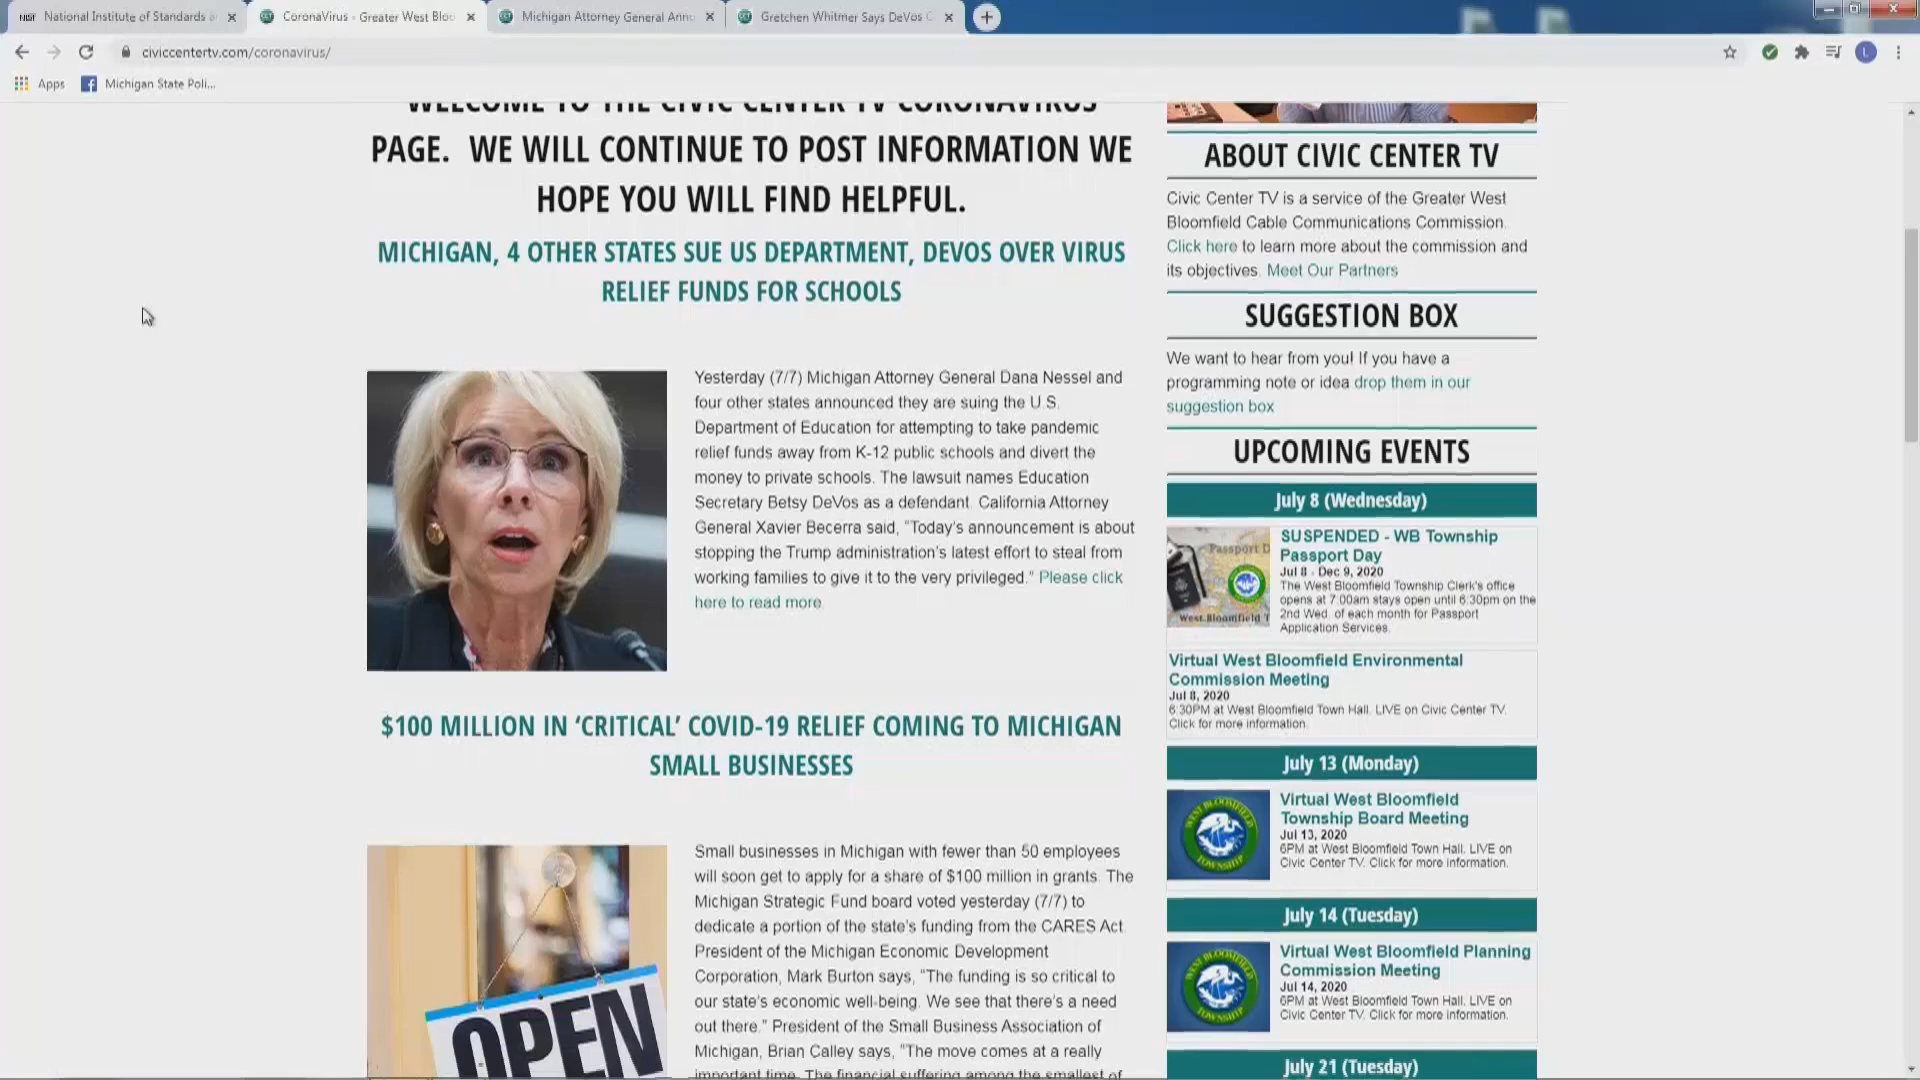 National Institute of Standards a
CoronaVirus - Greater West Bloo
Michigan Attorney General Annu
Gretchen Whitmer Says DeVos C
civiccentertv.com/coronavirus/
L
Apps
Michigan State Poli...
WELCOME TO THE CIVIC CENTER TV CORONAVIRUS
PAGE. WE WILL CONTINUE TO POST INFORMATION WE
HOPE YOU WILL FIND HELPFUL.
MICHIGAN, 4 OTHER STATES SUE US DEPARTMENT, DEVOS OVER VIRUS
RELIEF FUNDS FOR SCHOOLS
Yesterday (7/7) Michigan Attorney General Dana Nessel and
four other states announced they are suing the U.S.
Department of Education for attempting to take pandemic
relief funds away from K-12 public schools and divert the
money to private schools. The lawsuit names Education
Secretary Betsy DeVos as a defendant. California Attorney
General Xavier Becerra said, “Today’s announcement is about
stopping the Trump administration’s latest effort to steal from
working families to give it to the very privileged.” Please click
here to read more.
$100 MILLION IN ‘CRITICAL’ COVID-19 RELIEF COMING TO MICHIGAN
SMALL BUSINESSES
OPEN
Small businesses in Michigan with fewer than 50 employees
will soon get to apply for a share of $100 million in grants. The
Michigan Strategic Fund board voted yesterday (7/7) to
dedicate a portion of the state’s funding from the CARES Act.
President of the Michigan Economic Development
Corporation, Mark Burton says, “The funding is so critical to
our state’s economic well-being. We see that there’s a need
out there.” President of the Small Business Association of
Michigan, Brian Calley says, “The move comes at a really
important time. The financial suffering among the smallest of
ABOUT CIVIC CENTER TV
Civic Center TV is a service of the Greater West
Bloomfield Cable Communications Commission.
Click here to learn more about the commission and
its objectives. Meet Our Partners
SUGGESTION BOX
We want to hear from you! If you have a
programming note or idea drop them in our
suggestion box
UPCOMING EVENTS
July 8 (Wednesday)
Passport D
West Bloomfield T
SUSPENDED - WB Township
Passport Day
Jul 8 - Dec 9, 2020
The West Bloomfield Township Clerk's office
opens at 7:00am stays open until 6:30pm on the
2nd Wed. of each month for Passport
Application Services.
Virtual West Bloomfield Environmental
Commission Meeting
Jul 8, 2020
6:30PM at West Bloomfield Town Hall. LIVE on Civic Center TV.
Click for more information.
July 13 (Monday)
WEST BLOOMFIELD
TOWNSHIP
Virtual West Bloomfield
Township Board Meeting
Jul 13, 2020
6PM at West Bloomfield Town Hall. LIVE on
Civic Center TV. Click for more information.
July 14 (Tuesday)
WEST BLOOMFIELD
TOWNSHIP
Virtual West Bloomfield Planning
Commission Meeting
Jul 14, 2020
6PM at West Bloomfield Town Hall. LIVE on
Civic Center TV. Click for more information.
July 21 (Tuesday)